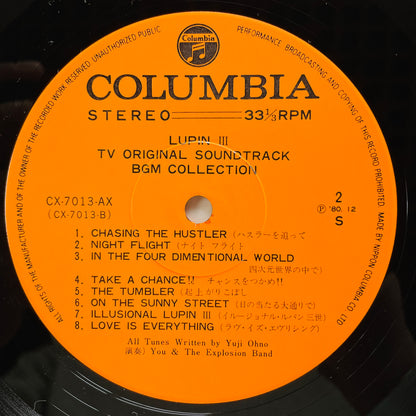 Columbia
ALL RIGHTS OF THE MANUFACTURER AND OF THE OWNER OF THE RECORDED WORK RESERVED. UNAUTHORIZED PUBLIC PERFORMANCE, BROADCASTING AND COPYING OF THIS RECORD PROHIBITED. MADE BY NIPPON COLUMBIA CO. LTD
COLUMBIA
STEREO 33⅓RPM
LUPIN III
TV ORIGINAL SOUNDTRACK
BGM COLLECTION
CX-7013-AX
(CX-7013-B)
2
Ⓟ '80. 12
S
1. CHASING THE HUSTLER (ハスラーを追って
2. NIGHT FLIGHT (ナイト フライト)
3. IN THE FOUR DIMENTIONAL WORLD
四次元世界の中で)
4. TAKE A CHANCE!! (チャンスをつかめ!!)
5. THE TUMBLER (起き上がりこぼし)
6. ON THE SUNNY STREET (日の当たる大通りで)
7. ILLUSIONAL LUPIN III (イルージョナル・ルパン三世)
8. LOVE IS EVERYTHING (ラヴ・イズ・エヴリシング)
All Tunes Written by Yuji Ohno
演奏) You & The Explosion Band